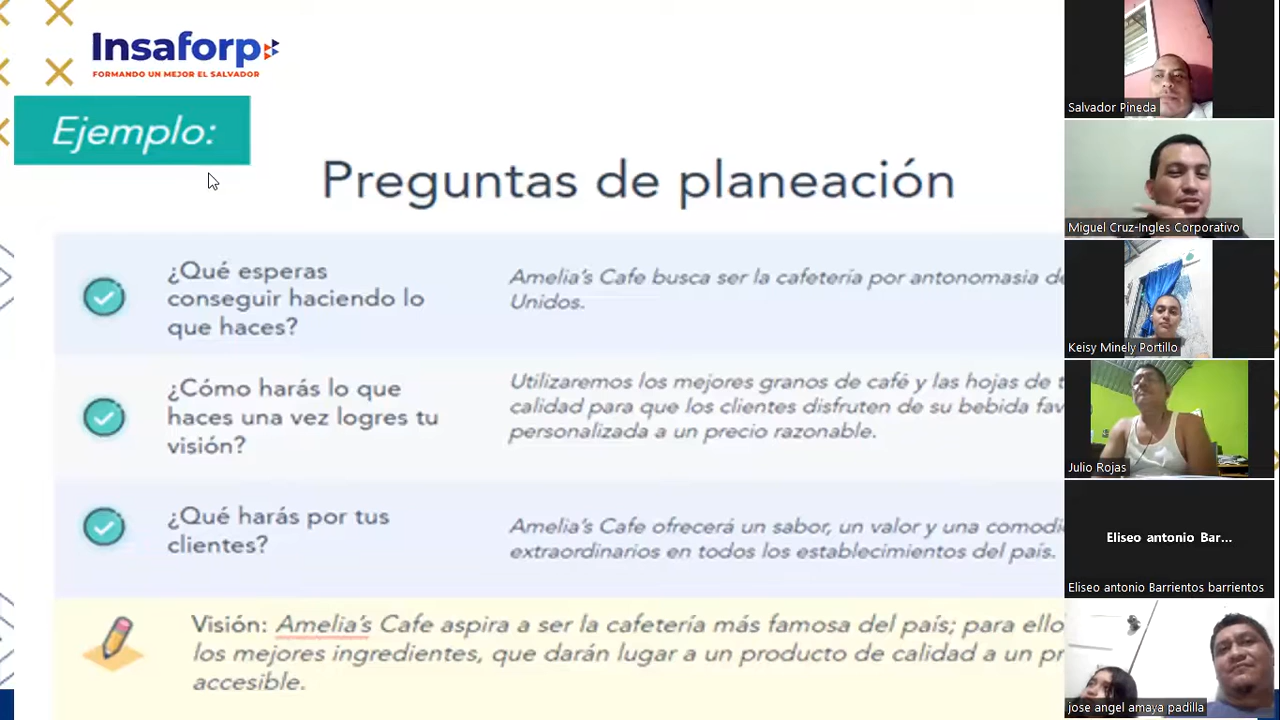 Insaforp
FORMANDO UN MEJOR EL SALVADOR
Ejemplo:
Preguntas de planeación
¿Qué esperas
conseguir haciendo lo
que haces?
Amelia's Cafe busca ser la cafetería por antonomasia
Unidos.
¿Cómo harás lo que
haces una vez logres tu
visión?
Utilizaremos los mejores granos de café y las hojas de
calidad para que los clientes disfruten de su bebida
personalizada a un precio razonable.
¿Qué harás por tus
clientes?
Amelia's Cafe ofrecerá un sabor, un valor y una
extraordinarios en todos los establecimientos del país.
Visión: Amelia's Cafe aspira a ser la cafetería más famosa del país; para ello
los mejores ingredientes, que darán lugar a un producto de calidad a un
accesible.
Salvador Pineda
Miguel Cruz-Ingles Corporativo
Keisy Minely Portillo
Julio Rojas
Eliseo antonio Bar...
Eliseo antonio Barrientos barrientos
jose angel amaya padilla